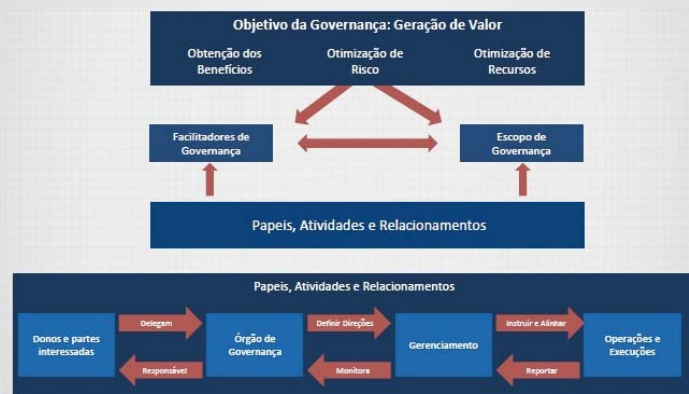 Objetivo da Governança: Geração de Valor
Obtenção dos
Benefícios
Otimização de
Risco
Otimização de
Recursos
Facilitadores de
Governança
Escopo de
Governança
Papeis, Atividades e Relacionamentos
Papeis, Atividades e Relacionamentos
Donos e partes
interessadas
Delegam
Responsável
Órgão de
Governança
Definir Direções
Monitora
Gerenciamento
Instruir e Alinhar
Reportar
Operações e
Execuções